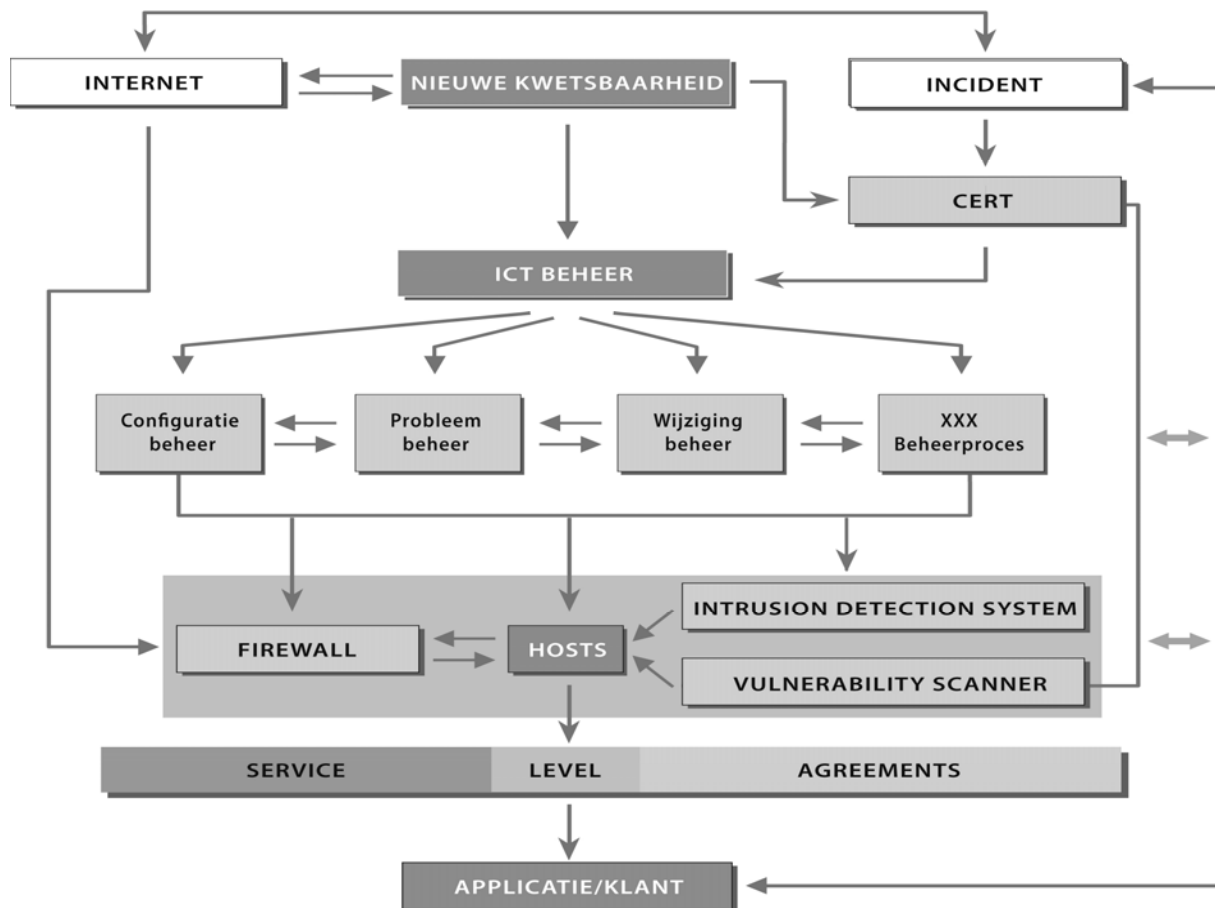 INTERNET
NIEUWE KWETSBAARHEID
INCIDENT
CERT
ICT BEHEER
Configuratie
beheer
Probleem
beheer
Wijziging
beheer
XXX
Beheerproces
INTRUSION DETECTION SYSTEM
FIREWALL
HOSTS
VULNERABILITY SCANNER
SERVICE LEVEL AGREEMENTS
APPLICATIE/KLANT